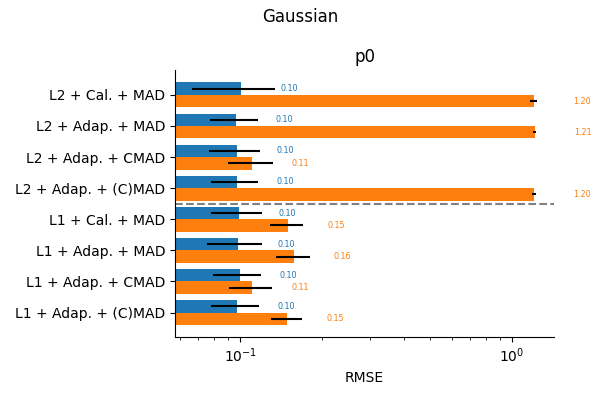 Gaussian
p0
L2 + Cal. + MAD 0.10
1.20
L2 + Adap. + MAD 0.10
1.21
L2 + Adap. + CMAD 0.10
0.11
L2 + Adap. + (C)MAD 0.10
1.20
L1 + Cal. + MAD 0.10
0.15
L1 + Adap. + MAD 0.10
0.16
L1 + Adap. + CMAD 0.10
0.11
L1 + Adap. + (C)MAD 0.10
0.15
10⁻¹ 10⁰
RMSE